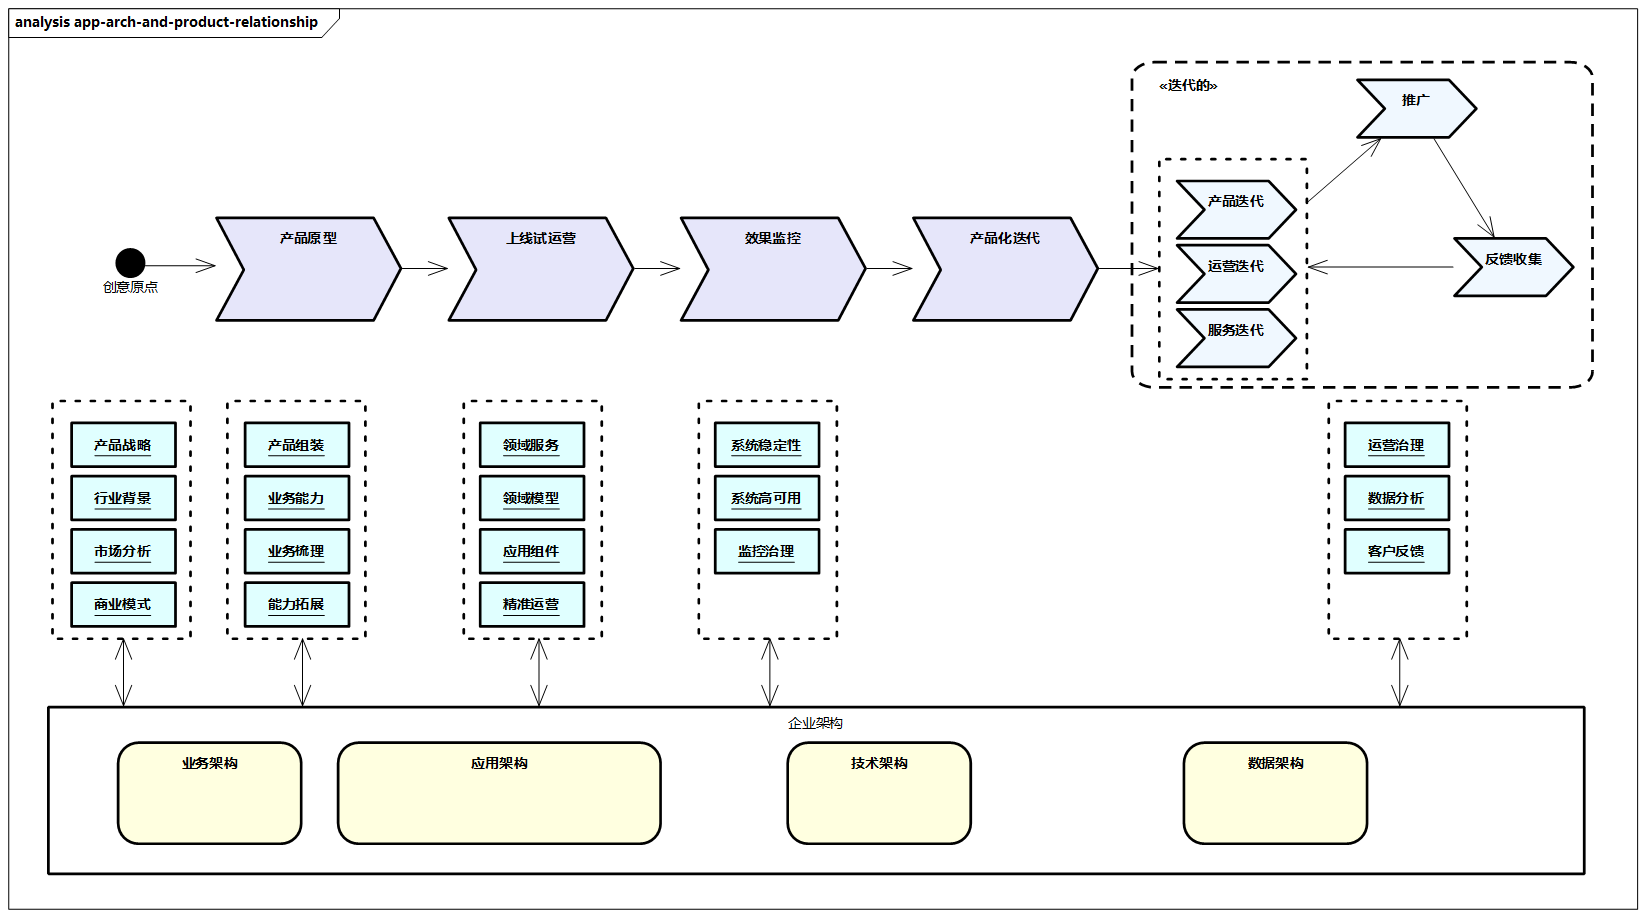 analysis app-arch-and-product-relationship
«迭代的»
推广
产品迭代
产品原型
上线试运营
效果监控
产品化迭代
运营迭代
反馈收集
创意原点
服务迭代
产品战略
产品组装
领域服务
系统稳定性
运营治理
行业背景
业务能力
领域模型
系统高可用
数据分析
市场分析
业务梳理
应用组件
监控治理
客户反馈
商业模式
能力拓展
精准运营
企业架构
业务架构
应用架构
技术架构
数据架构